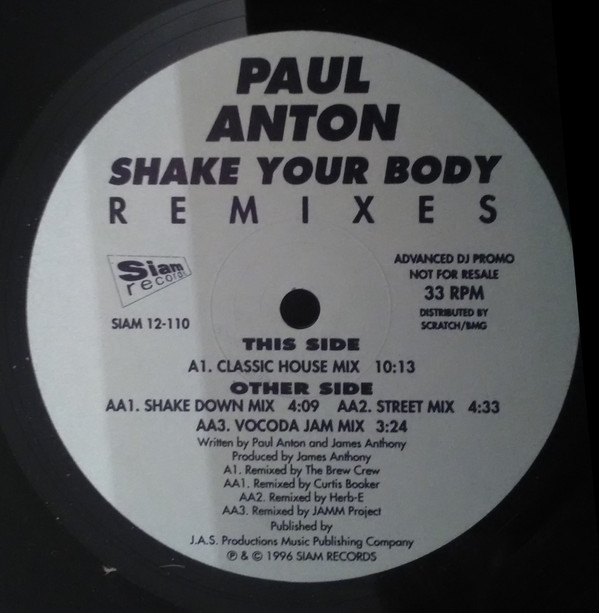 PAUL
ANTON
SHAKE YOUR BODY
REMIXES
Siam
records
SIAM 12-110
ADVANCED DJ PROMO
NOT FOR RESALE
33 RPM
DISTRIBUTED BY
SCRATCH/BMG
THIS SIDE
A1. CLASSIC HOUSE MIX 10:13
OTHER SIDE
AA1. SHAKE DOWN MIX 4:09 AA2. STREET MIX 4:33
AA3. VOCODA JAM MIX 3:24
Written by Paul Anton and James Anthony
Produced by James Anthony
A1. Remixed by The Brew Crew
AA1. Remixed by Curtis Booker
AA2. Remixed by Herb-E
AA3. Remixed by JAMM Project
Published by
J.A.S. Productions Music Publishing Company
℗ & © 1996 SIAM RECORDS